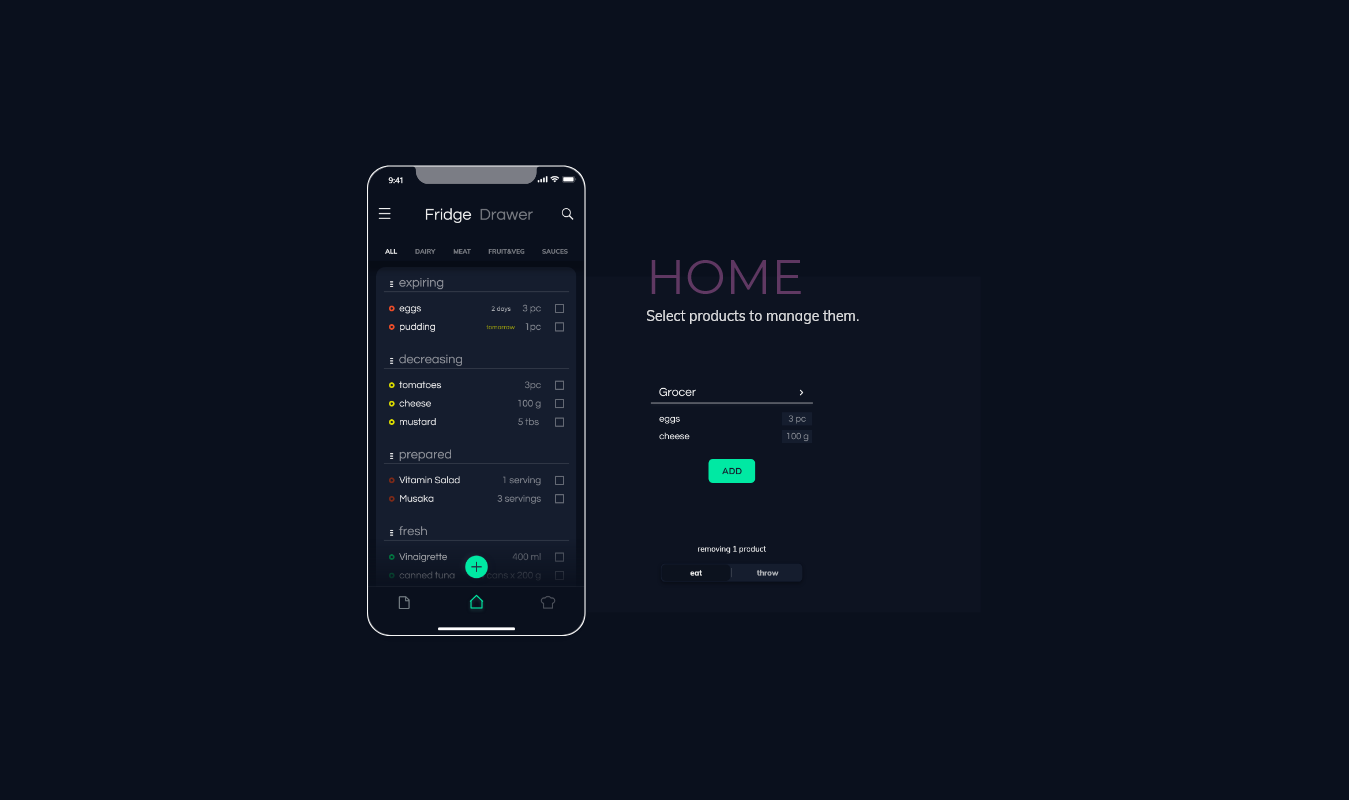 9:41
Fridge Drawer
ALL DAIRY MEAT FRUIT&VEG SAUCES
expiring
eggs 2 days 3 pc
pudding tomorrow 1pc
decreasing
tomatoes 3pc
cheese 100 g
mustard 5 tbs
prepared
Vitamin Salad 1 serving
Musaka 3 servings
fresh
Vinaigrette 400 ml
canned tuna cans x 200 g
HOME
Select products to manage them.
Grocer
eggs 3 pc
cheese 100 g
ADD
removing 1 product
eat throw